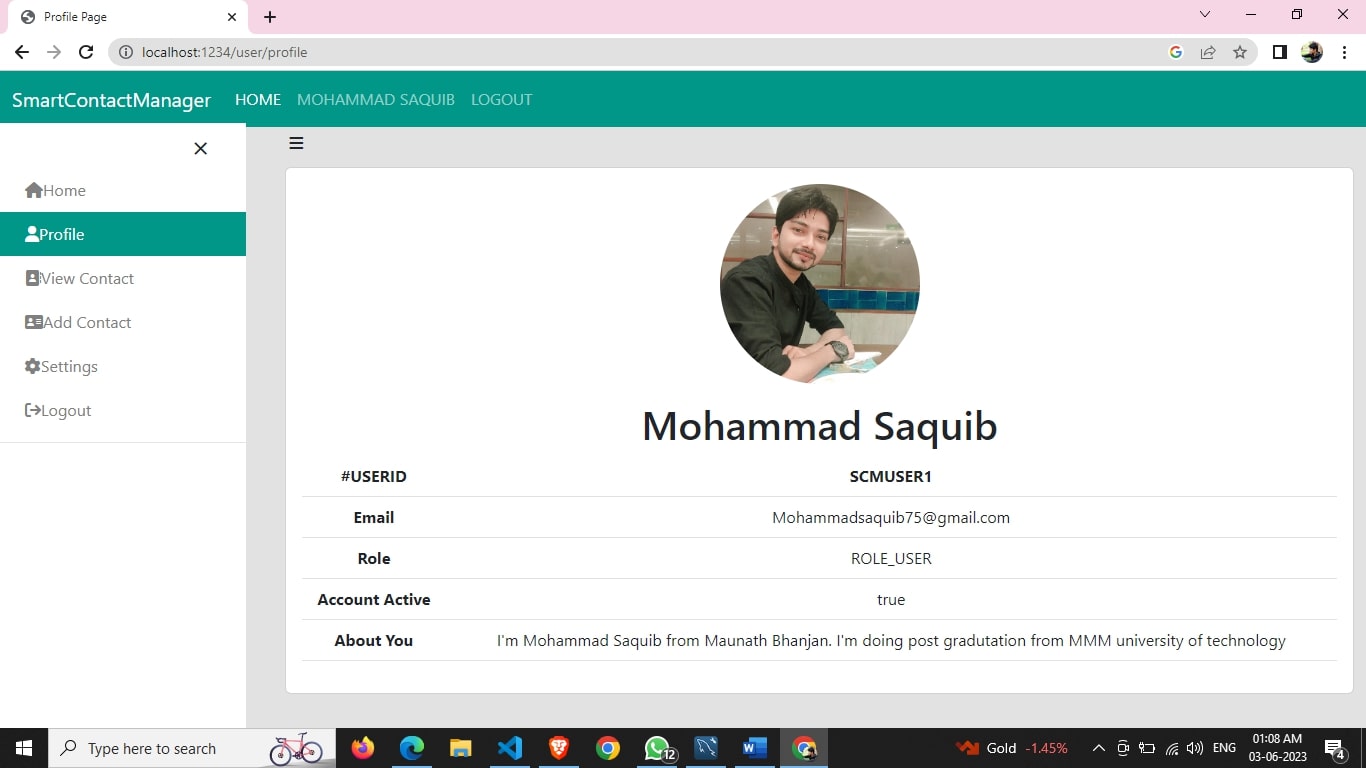 Profile Page
localhost:1234/user/profile
SmartContactManager HOME MOHAMMAD SAQUIB LOGOUT
Home
Profile
View Contact
Add Contact
Settings
Logout
Mohammad Saquib
#USERID SCMUSER1
Email Mohammadsaquib75@gmail.com
Role ROLE_USER
Account Active true
About You I'm Mohammad Saquib from Maunath Bhanjan. I'm doing post gradutation from MMM university of technology
Type here to search 12 Gold -1.45% ENG 01:08 AM
03-06-2023 4